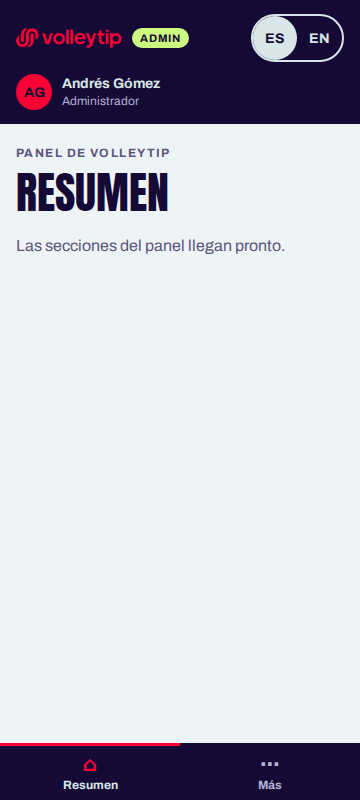 volleytip ADMIN ES EN
AG Andrés Gómez
Administrador
PANEL DE VOLLEYTIP
RESUMEN
Las secciones del panel llegan pronto.
Resumen Más